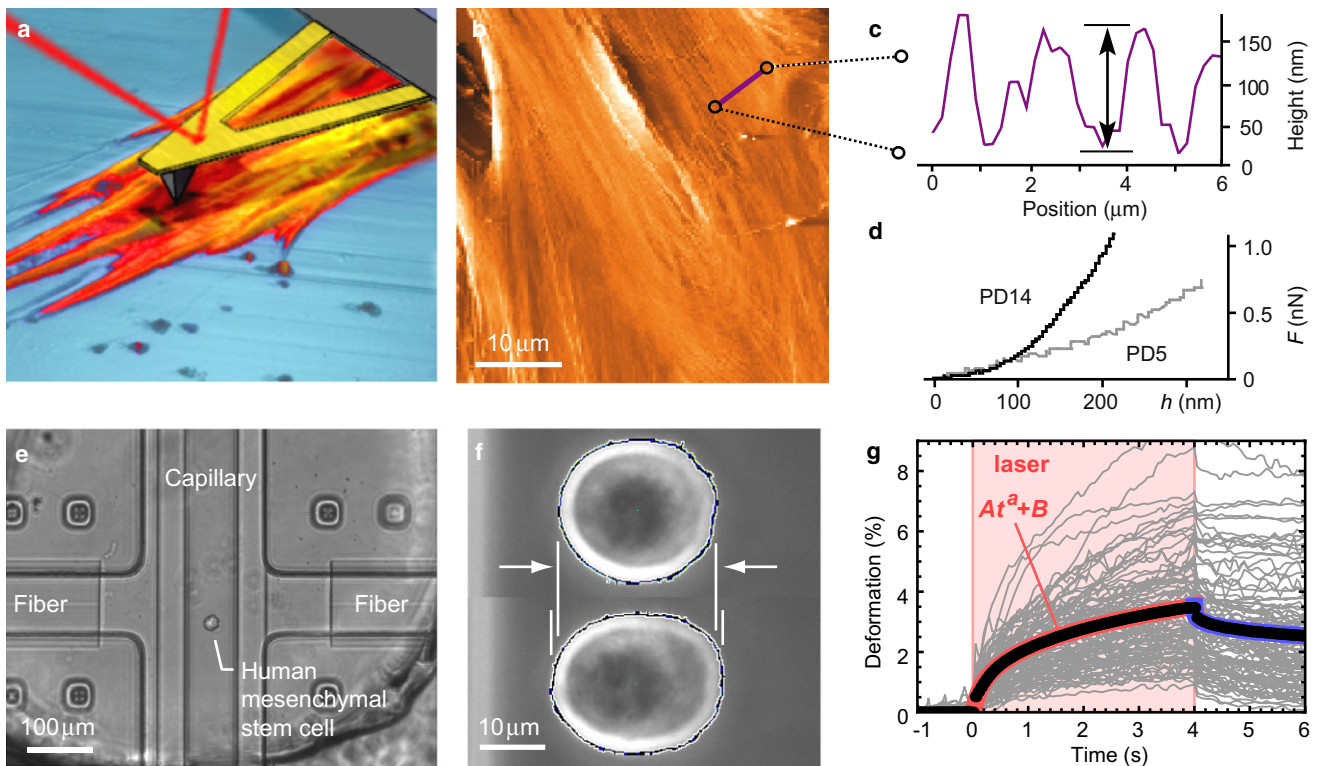 a
b
10 μm
c
150
100
50
0
Height (nm)
0 2 4 6
Position (μm)
d
PD14
PD5
1.0
0.5
0
F (nN)
0 100 200 h (nm)
e
Capillary
Fiber
Fiber
Human
mesenchymal
stem cell
100 μm
f
10 μm
g
laser
At^a+B
8
6
4
2
0
Deformation (%)
-1 0 1 2 3 4 5 6
Time (s)